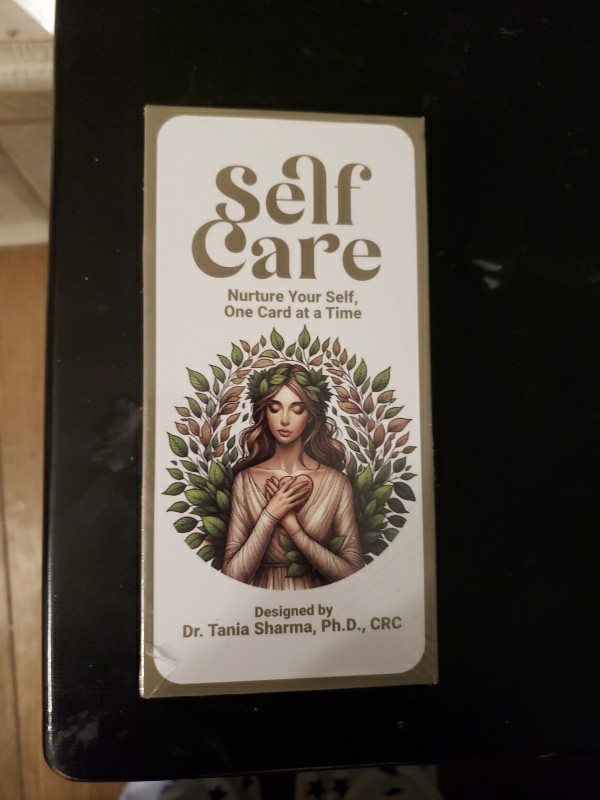 Self
Care
Nurture Your Self,
One Card at a Time
Designed by
Dr. Tania Sharma, Ph.D., CRC